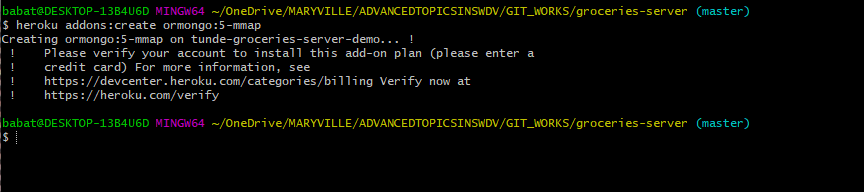 babat@DESKTOP-13B4U6D MINGW64 ~/OneDrive/MARYVILLE/ADVANCEDTOPICSINSWDV/GIT_WORKS/groceries-server (master)
$ heroku addons:create ormongo:5-mmap
Creating ormongo:5-mmap on tunde-groceries-server-demo... !
!    Please verify your account to install this add-on plan (please enter a
!    credit card) For more information, see
!    https://devcenter.heroku.com/categories/billing Verify now at
!    https://heroku.com/verify
babat@DESKTOP-13B4U6D MINGW64 ~/OneDrive/MARYVILLE/ADVANCEDTOPICSINSWDV/GIT_WORKS/groceries-server (master)
$